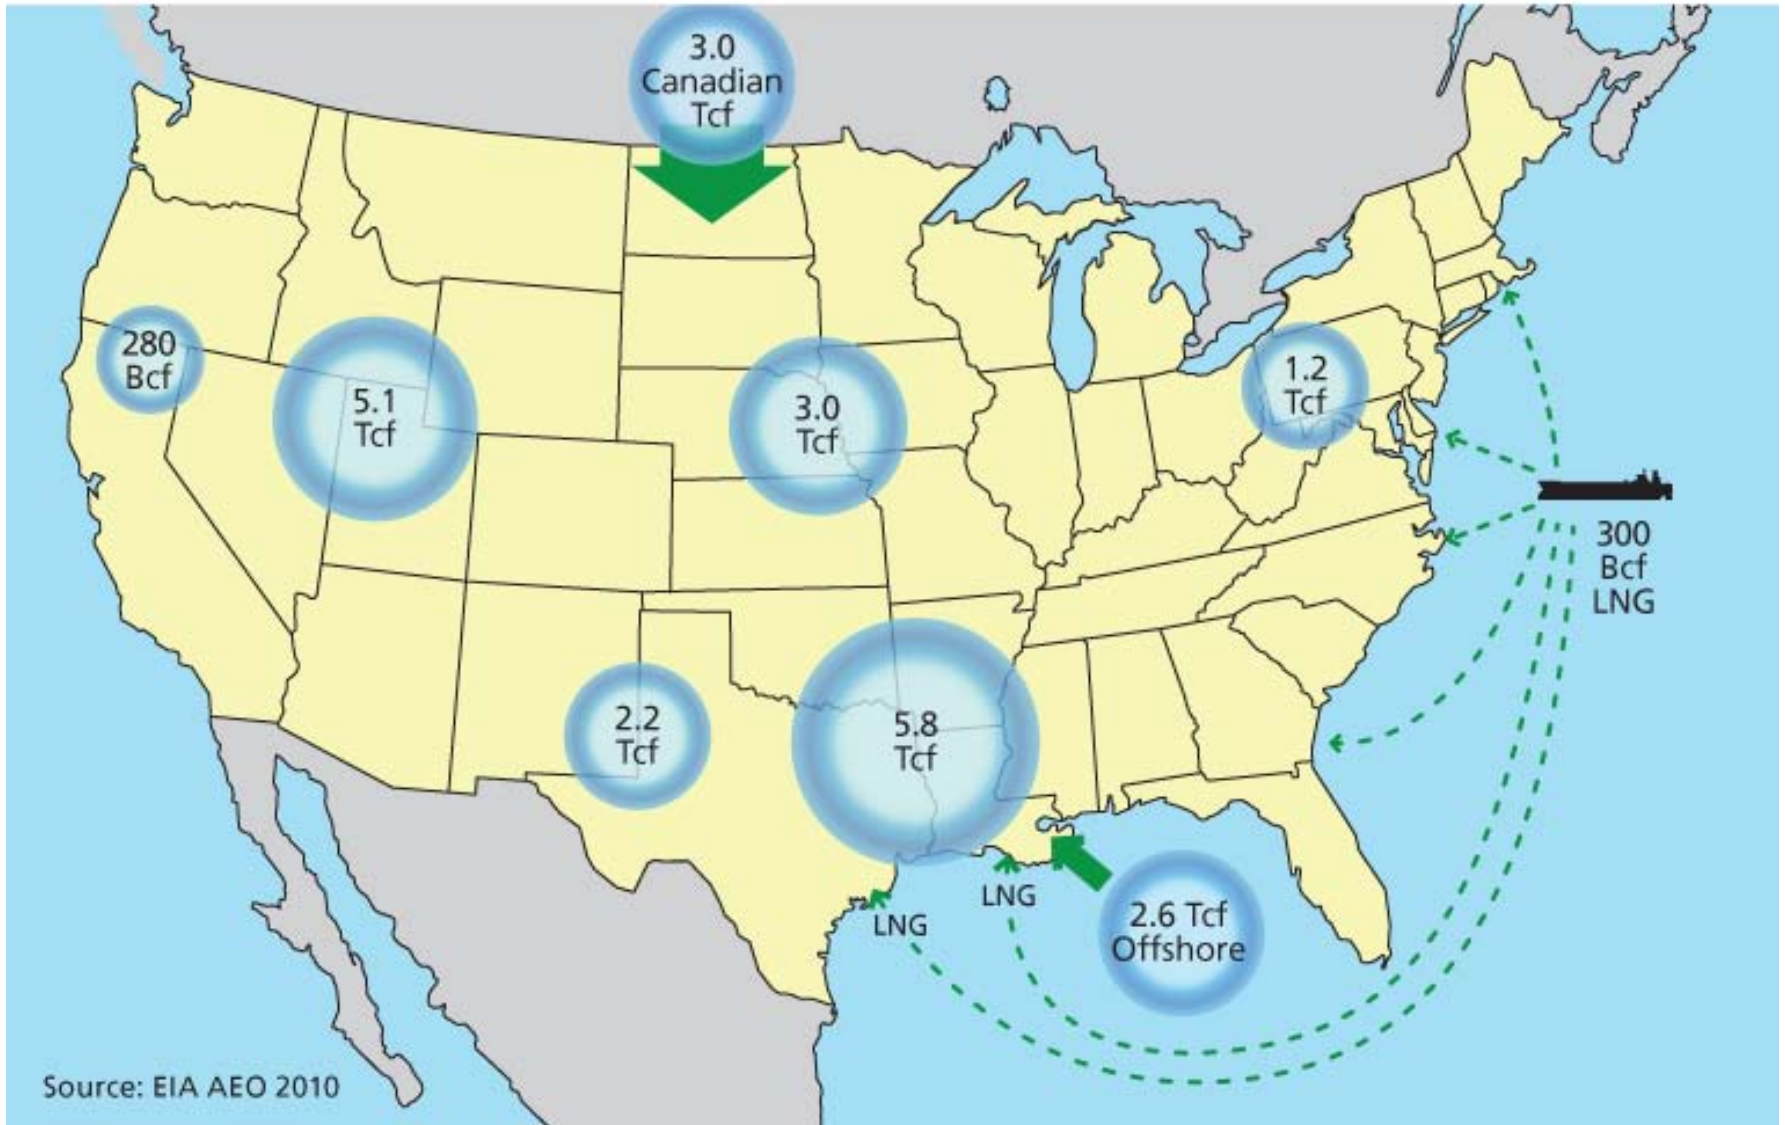 3.0
Canadian
Tcf
280
Bcf
5.1
Tcf
3.0
Tcf
1.2
Tcf
300
Bcf
LNG
2.2
Tcf
5.8
Tcf
LNG
LNG
2.6 Tcf
Offshore
Source: EIA AEO 2010